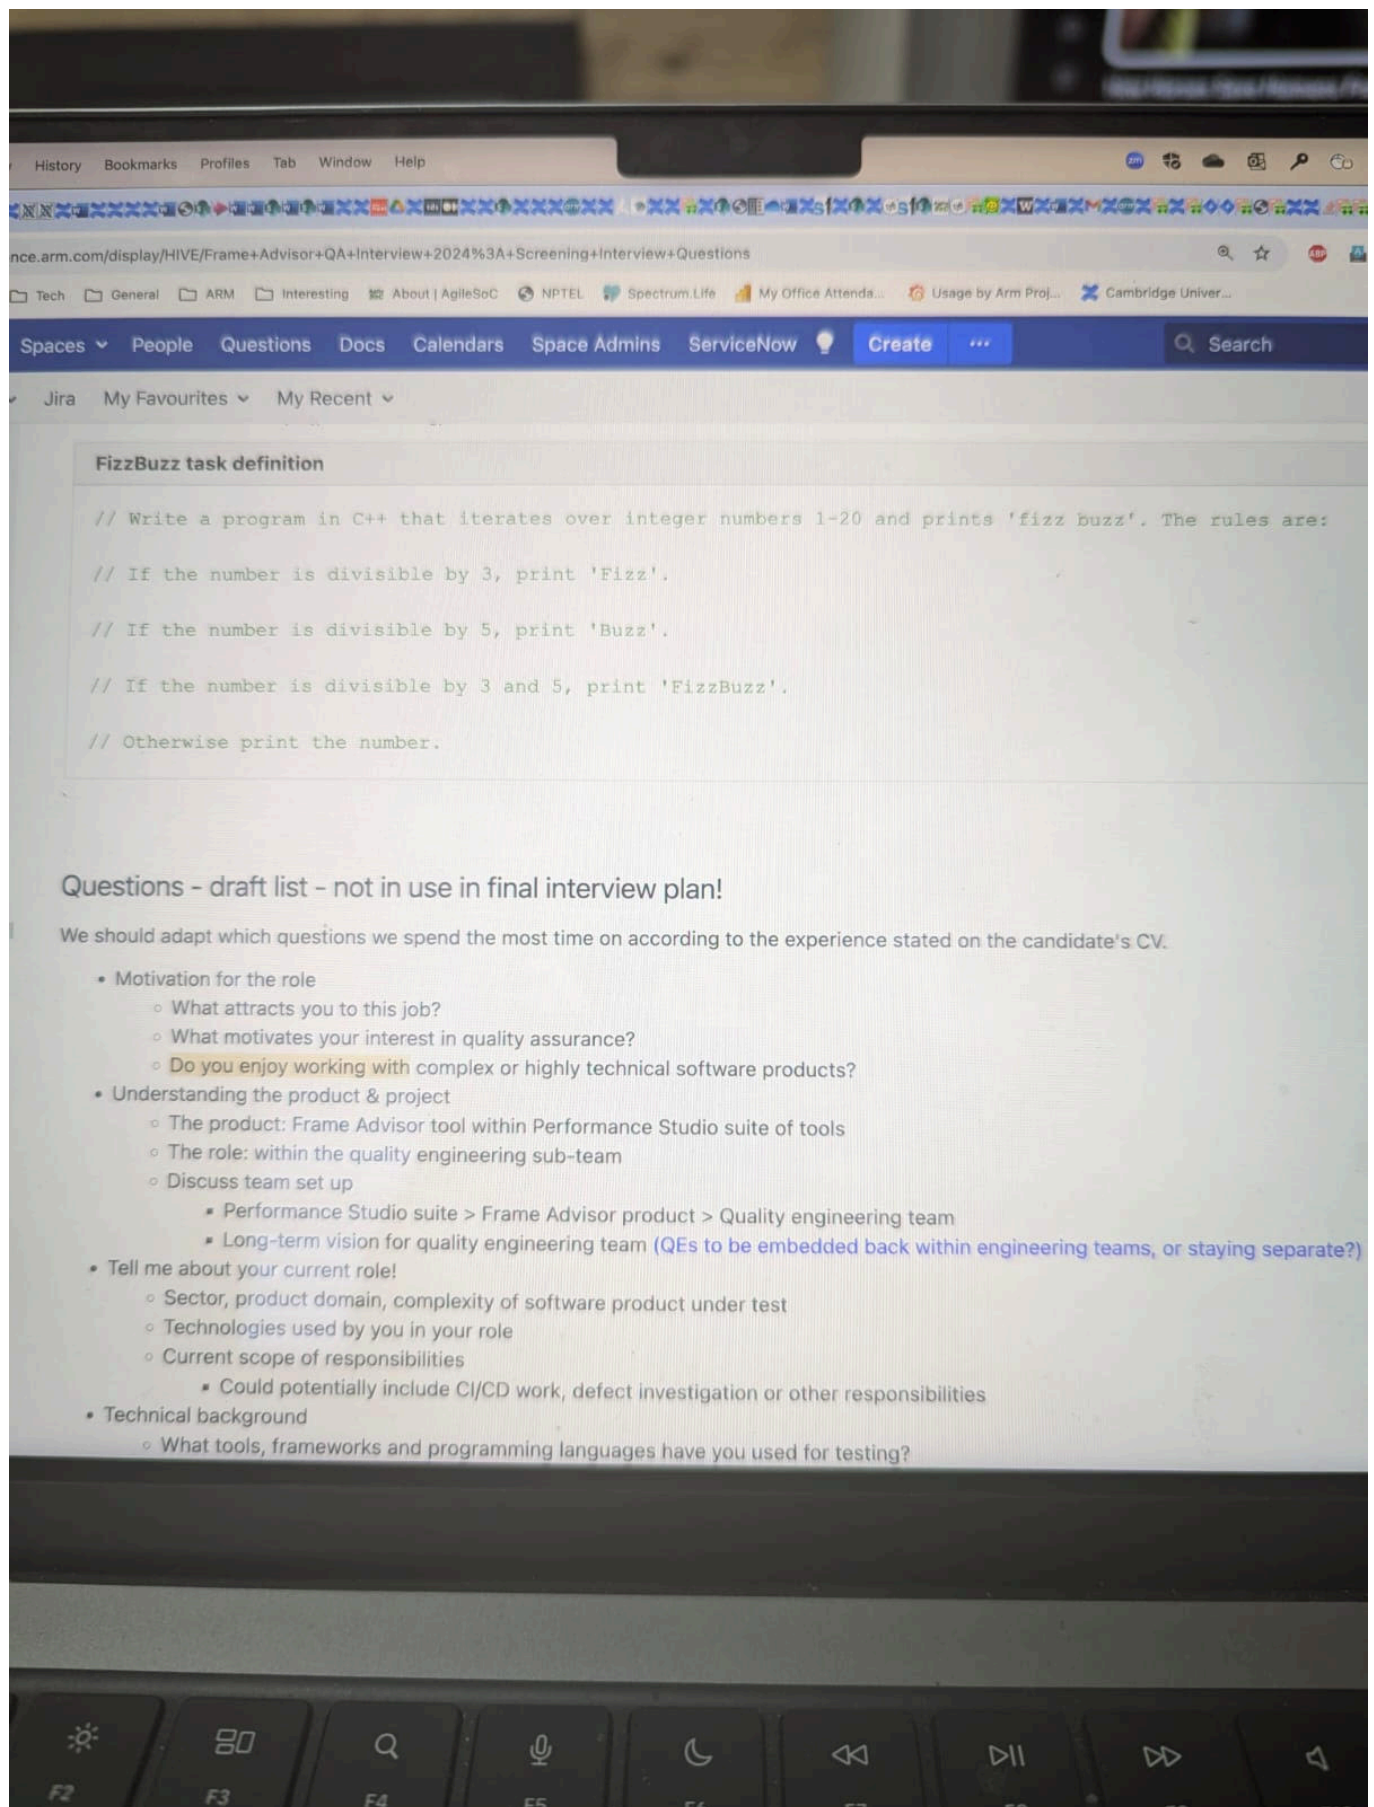 History Bookmarks Profiles Tab Window Help
nce.arm.com/display/HIVE/Frame+Advisor+QA+Interview+2024%3A+Screening+Interview+Questions
Tech General ARM Interesting About | AgileSoC NPTEL Spectrum.Life My Office Attenda... Usage by Arm Proj... Cambridge Univer...
Spaces People Questions Docs Calendars Space Admins ServiceNow Create ... Search
Jira My Favourites My Recent
FizzBuzz task definition
// Write a program in C++ that iterates over integer numbers 1-20 and prints 'fizz buzz'. The rules are:
// If the number is divisible by 3, print 'Fizz'.
// If the number is divisible by 5, print 'Buzz'.
// If the number is divisible by 3 and 5, print 'FizzBuzz'.
// Otherwise print the number.
Questions - draft list - not in use in final interview plan!
We should adapt which questions we spend the most time on according to the experience stated on the candidate's CV.
• Motivation for the role
◦ What attracts you to this job?
◦ What motivates your interest in quality assurance?
◦ Do you enjoy working with complex or highly technical software products?
• Understanding the product & project
◦ The product: Frame Advisor tool within Performance Studio suite of tools
◦ The role: within the quality engineering sub-team
◦ Discuss team set up
▪ Performance Studio suite > Frame Advisor product > Quality engineering team
▪ Long-term vision for quality engineering team (QEs to be embedded back within engineering teams, or staying separate?)
• Tell me about your current role!
◦ Sector, product domain, complexity of software product under test
◦ Technologies used by you in your role
◦ Current scope of responsibilities
▪ Could potentially include CI/CD work, defect investigation or other responsibilities
• Technical background
◦ What tools, frameworks and programming languages have you used for testing?
F2 F3 F4 F5